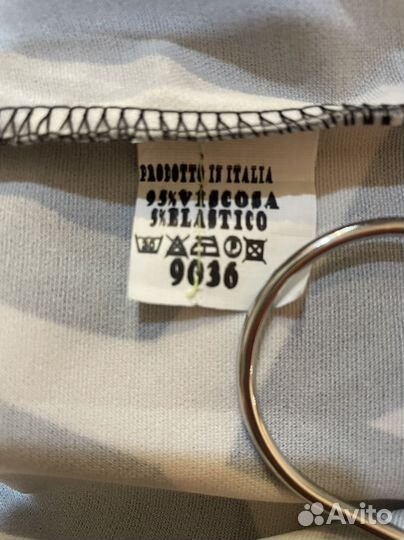 PRODOTTO IN ITALIA
95%VISCOSA
5%ELASTICO
9036
Avito